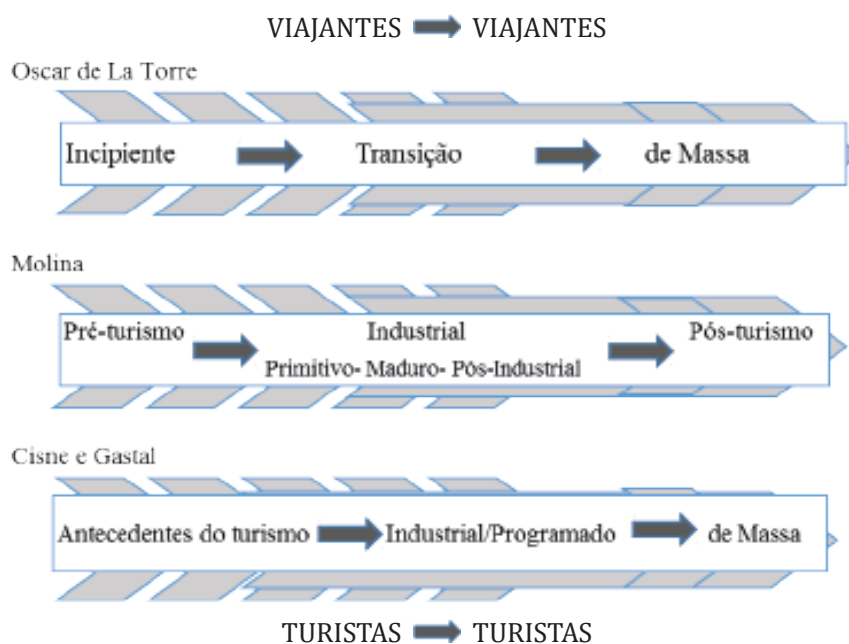 VIAJANTES VIAJANTES
Oscar de La Torre
Incipiente Transição de Massa
Molina
Pré-turismo Industrial Pós-turismo
Primitivo- Maduro- Pós-Industrial
Cisne e Gastal
Antecedentes do turismo Industrial/Programado de Massa
TURISTAS TURISTAS